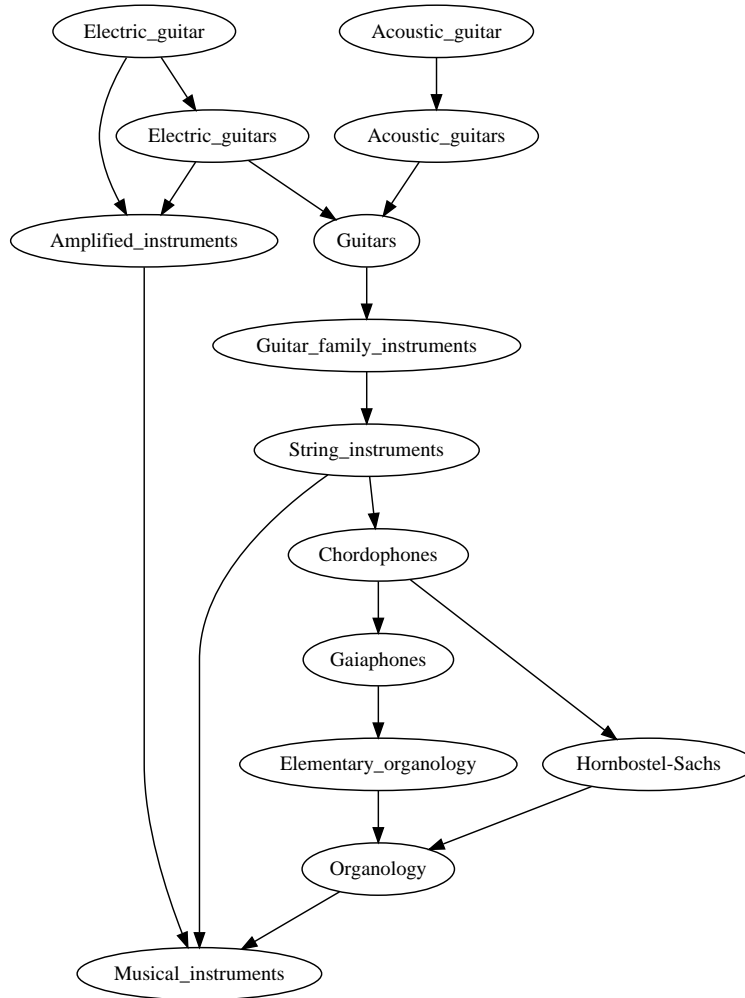 Electric_guitar
Acoustic_guitar
Electric_guitars
Acoustic_guitars
Amplified_instruments
Guitars
Guitar_family_instruments
String_instruments
Chordophones
Gaiaphones
Elementary_organology
Hornbostel-Sachs
Organology
Musical_instruments